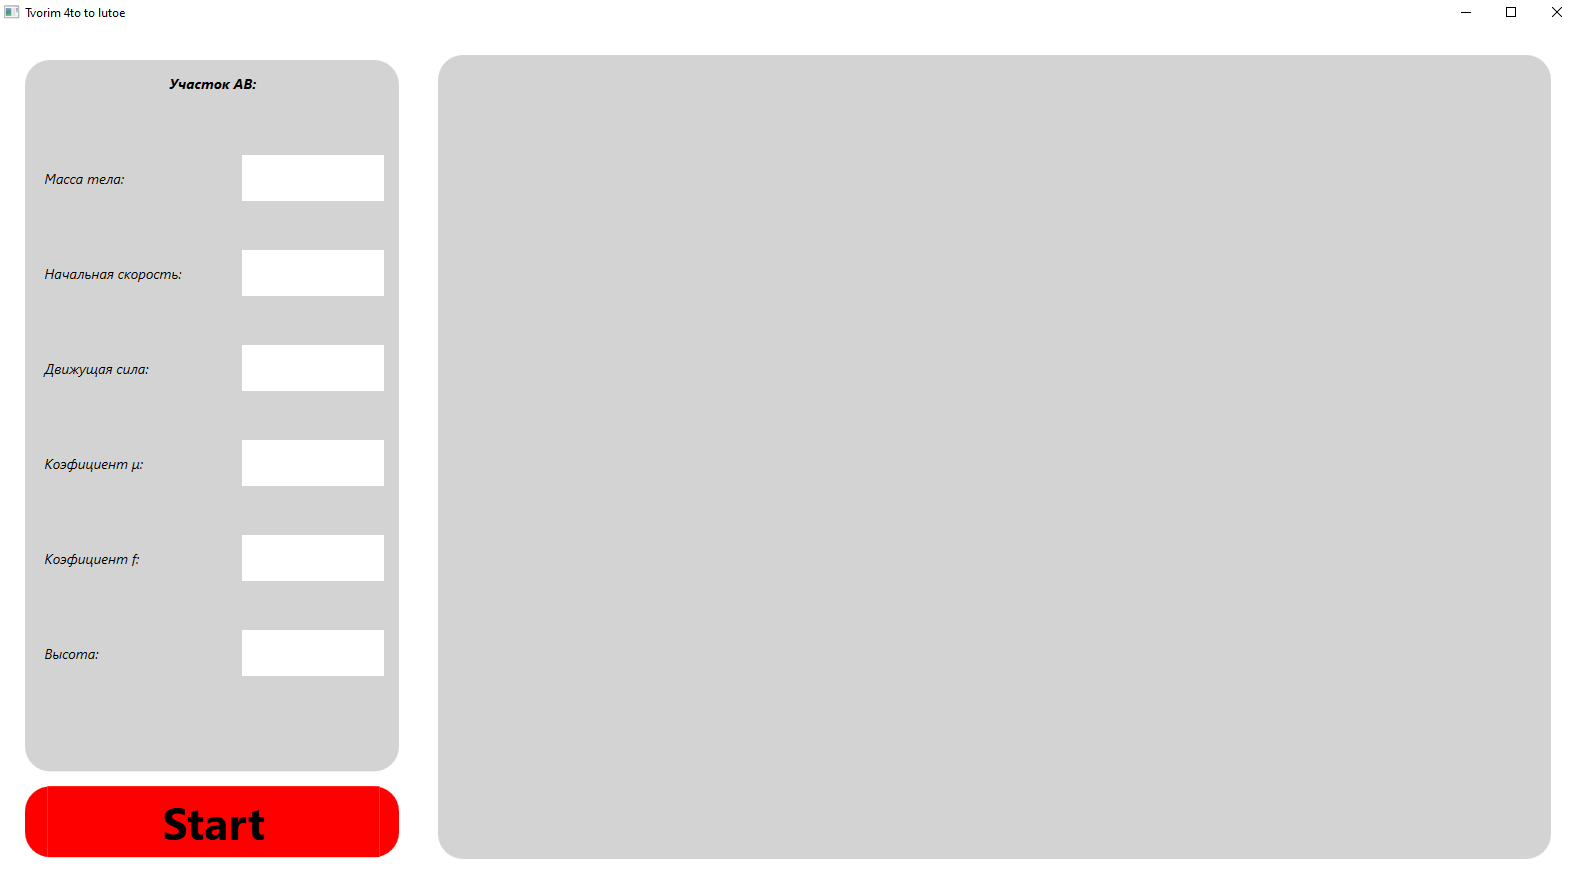 Tvorim 4to to lutoe
Участок АВ:
Масса тела:
Начальная скорость:
Движущая сила:
Коэфициент μ:
Коэфициент f:
Высота:
Start